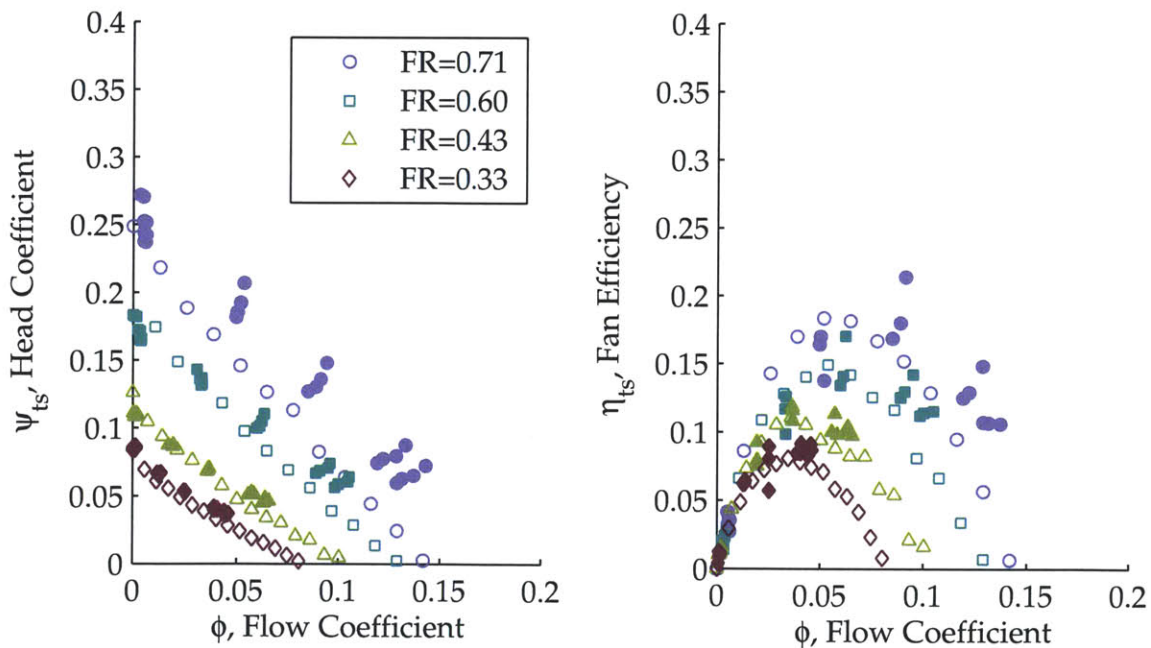 0.4
0.35
0.3
0.25
0.2
0.15
0.1
0.05
0
ψts, Head Coefficient
0 0.05 0.1 0.15 0.2
ϕ, Flow Coefficient
FR=0.71
FR=0.60
FR=0.43
FR=0.33
0.4
0.35
0.3
0.25
0.2
0.15
0.1
0.05
0
ηts, Fan Efficiency
0 0.05 0.1 0.15 0.2
ϕ, Flow Coefficient